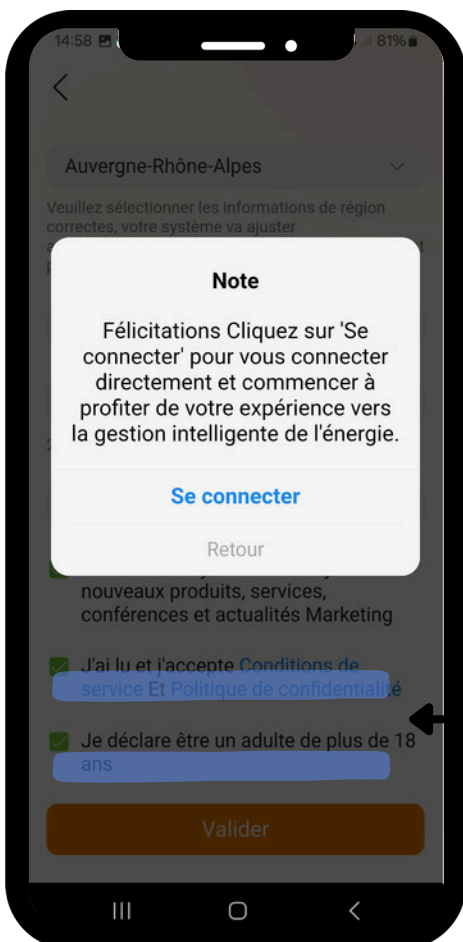 14:58
81%
Auvergne-Rhône-Alpes
Veuillez sélectionner les informations de région
correctes, votre système va ajuster
Note
Félicitations Cliquez sur 'Se
connecter' pour vous connecter
directement et commencer à
profiter de votre expérience vers
la gestion intelligente de l'énergie.
Se connecter
Retour
nouveaux produits, services,
conférences et actualités Marketing
J'ai lu et j'accepte Conditions de
service Et Politique de confidentialité
Je déclare être un adulte de plus de 18
ans
Valider